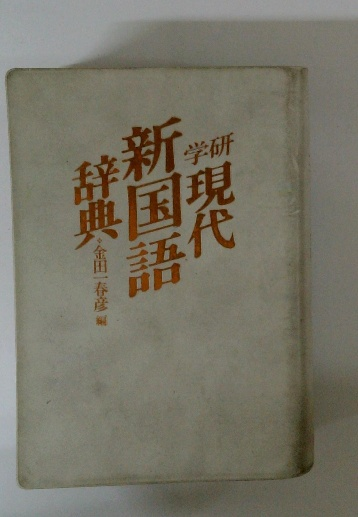 学研
現代
新国語
辞典
金田一春彦 編